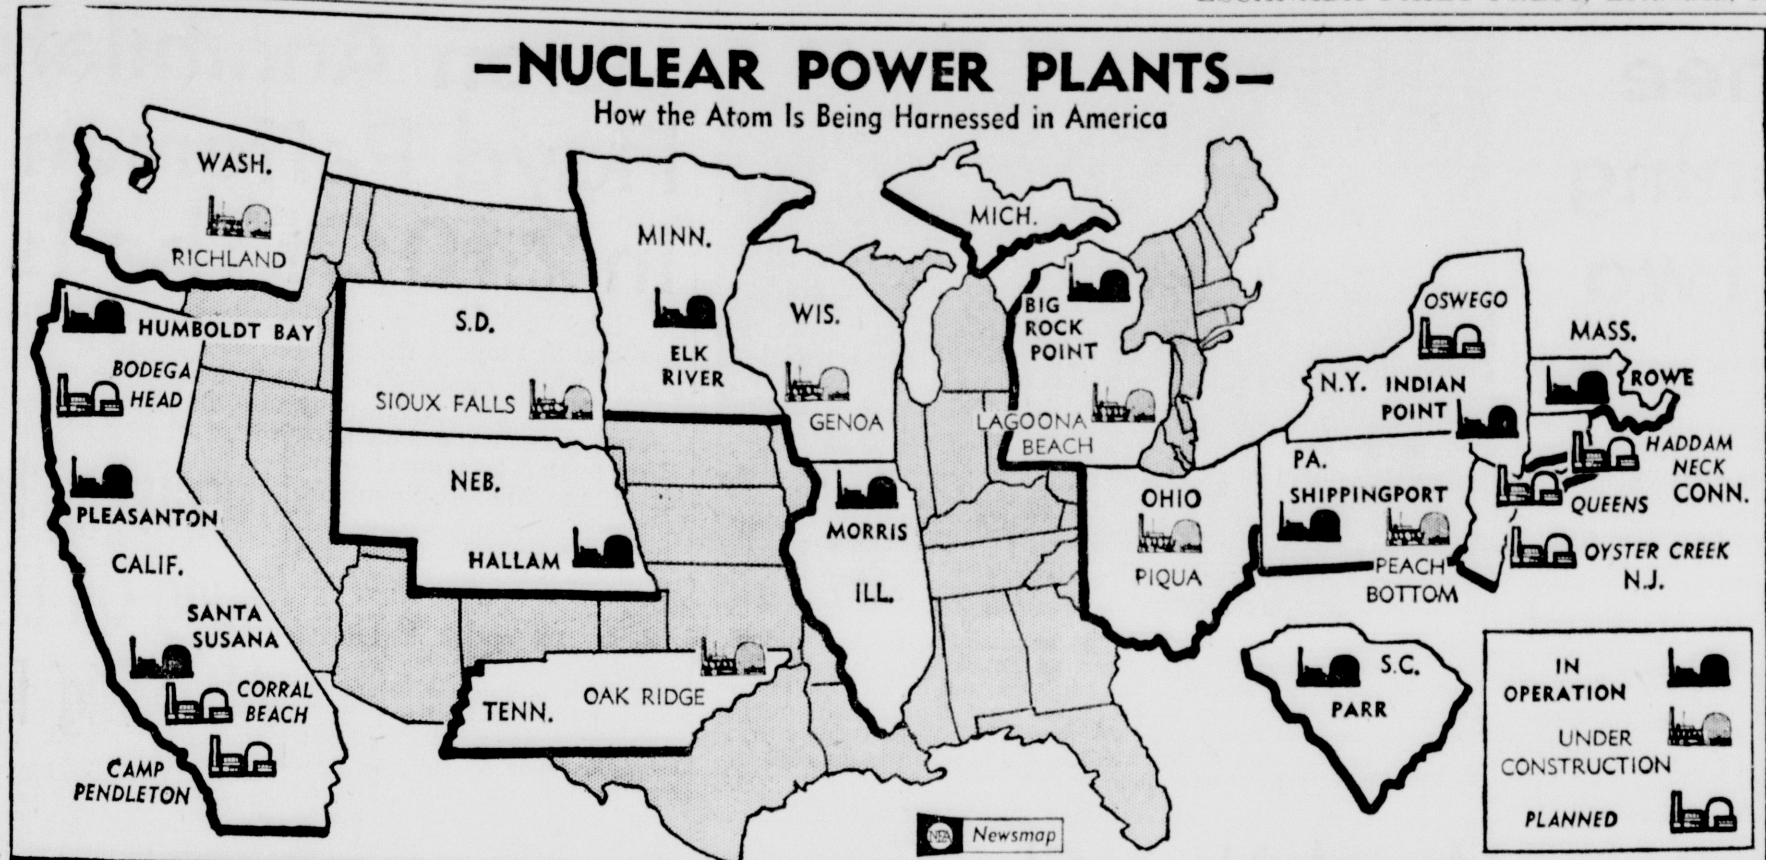 –NUCLEAR POWER PLANTS–
How the Atom Is Being Harnessed in America
WASH.
RICHLAND
HUMBOLDT BAY
BODEGA
HEAD
PLEASANTON
CALIF.
SANTA
SUSANA
CORRAL
BEACH
CAMP
PENDLETON
S.D.
SIOUX FALLS
NEB.
HALLAM
MINN.
ELK
RIVER
WIS.
GENOA
MORRIS
ILL.
TENN.
OAK RIDGE
MICH.
BIG
ROCK
POINT
LAGOONA
BEACH
OHIO
PIQUA
OSWEGO
N.Y.
INDIAN
POINT
MASS.
ROWE
HADDAM
NECK
CONN.
QUEENS
OYSTER CREEK
N.J.
PA.
SHIPPINGPORT
PEACH
BOTTOM
S.C.
PARR
IN
OPERATION
UNDER
CONSTRUCTION
PLANNED
NEA
Newsmap